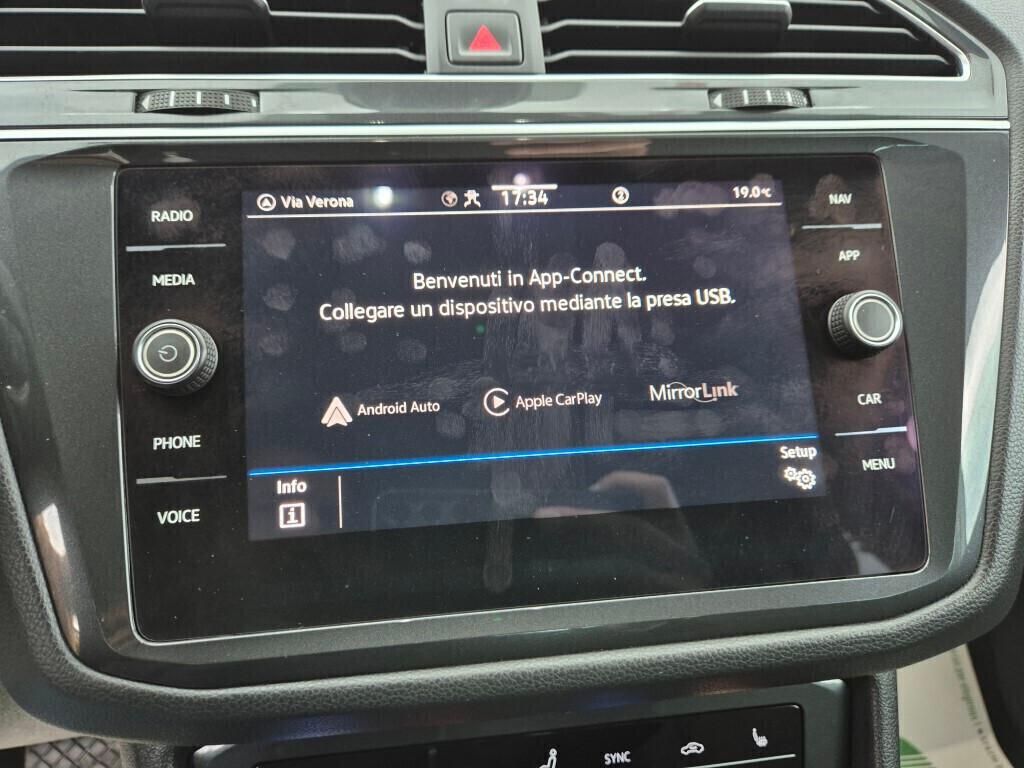 Via Verona 17:34 2 19.0°C
RADIO
MEDIA
PHONE
VOICE
NAV
APP
CAR
MENU
Benvenuti in App-Connect.
Collegare un dispositivo mediante la presa USB.
Android Auto
Apple CarPlay
MirrorLink
Info
i
Setup
SYNC